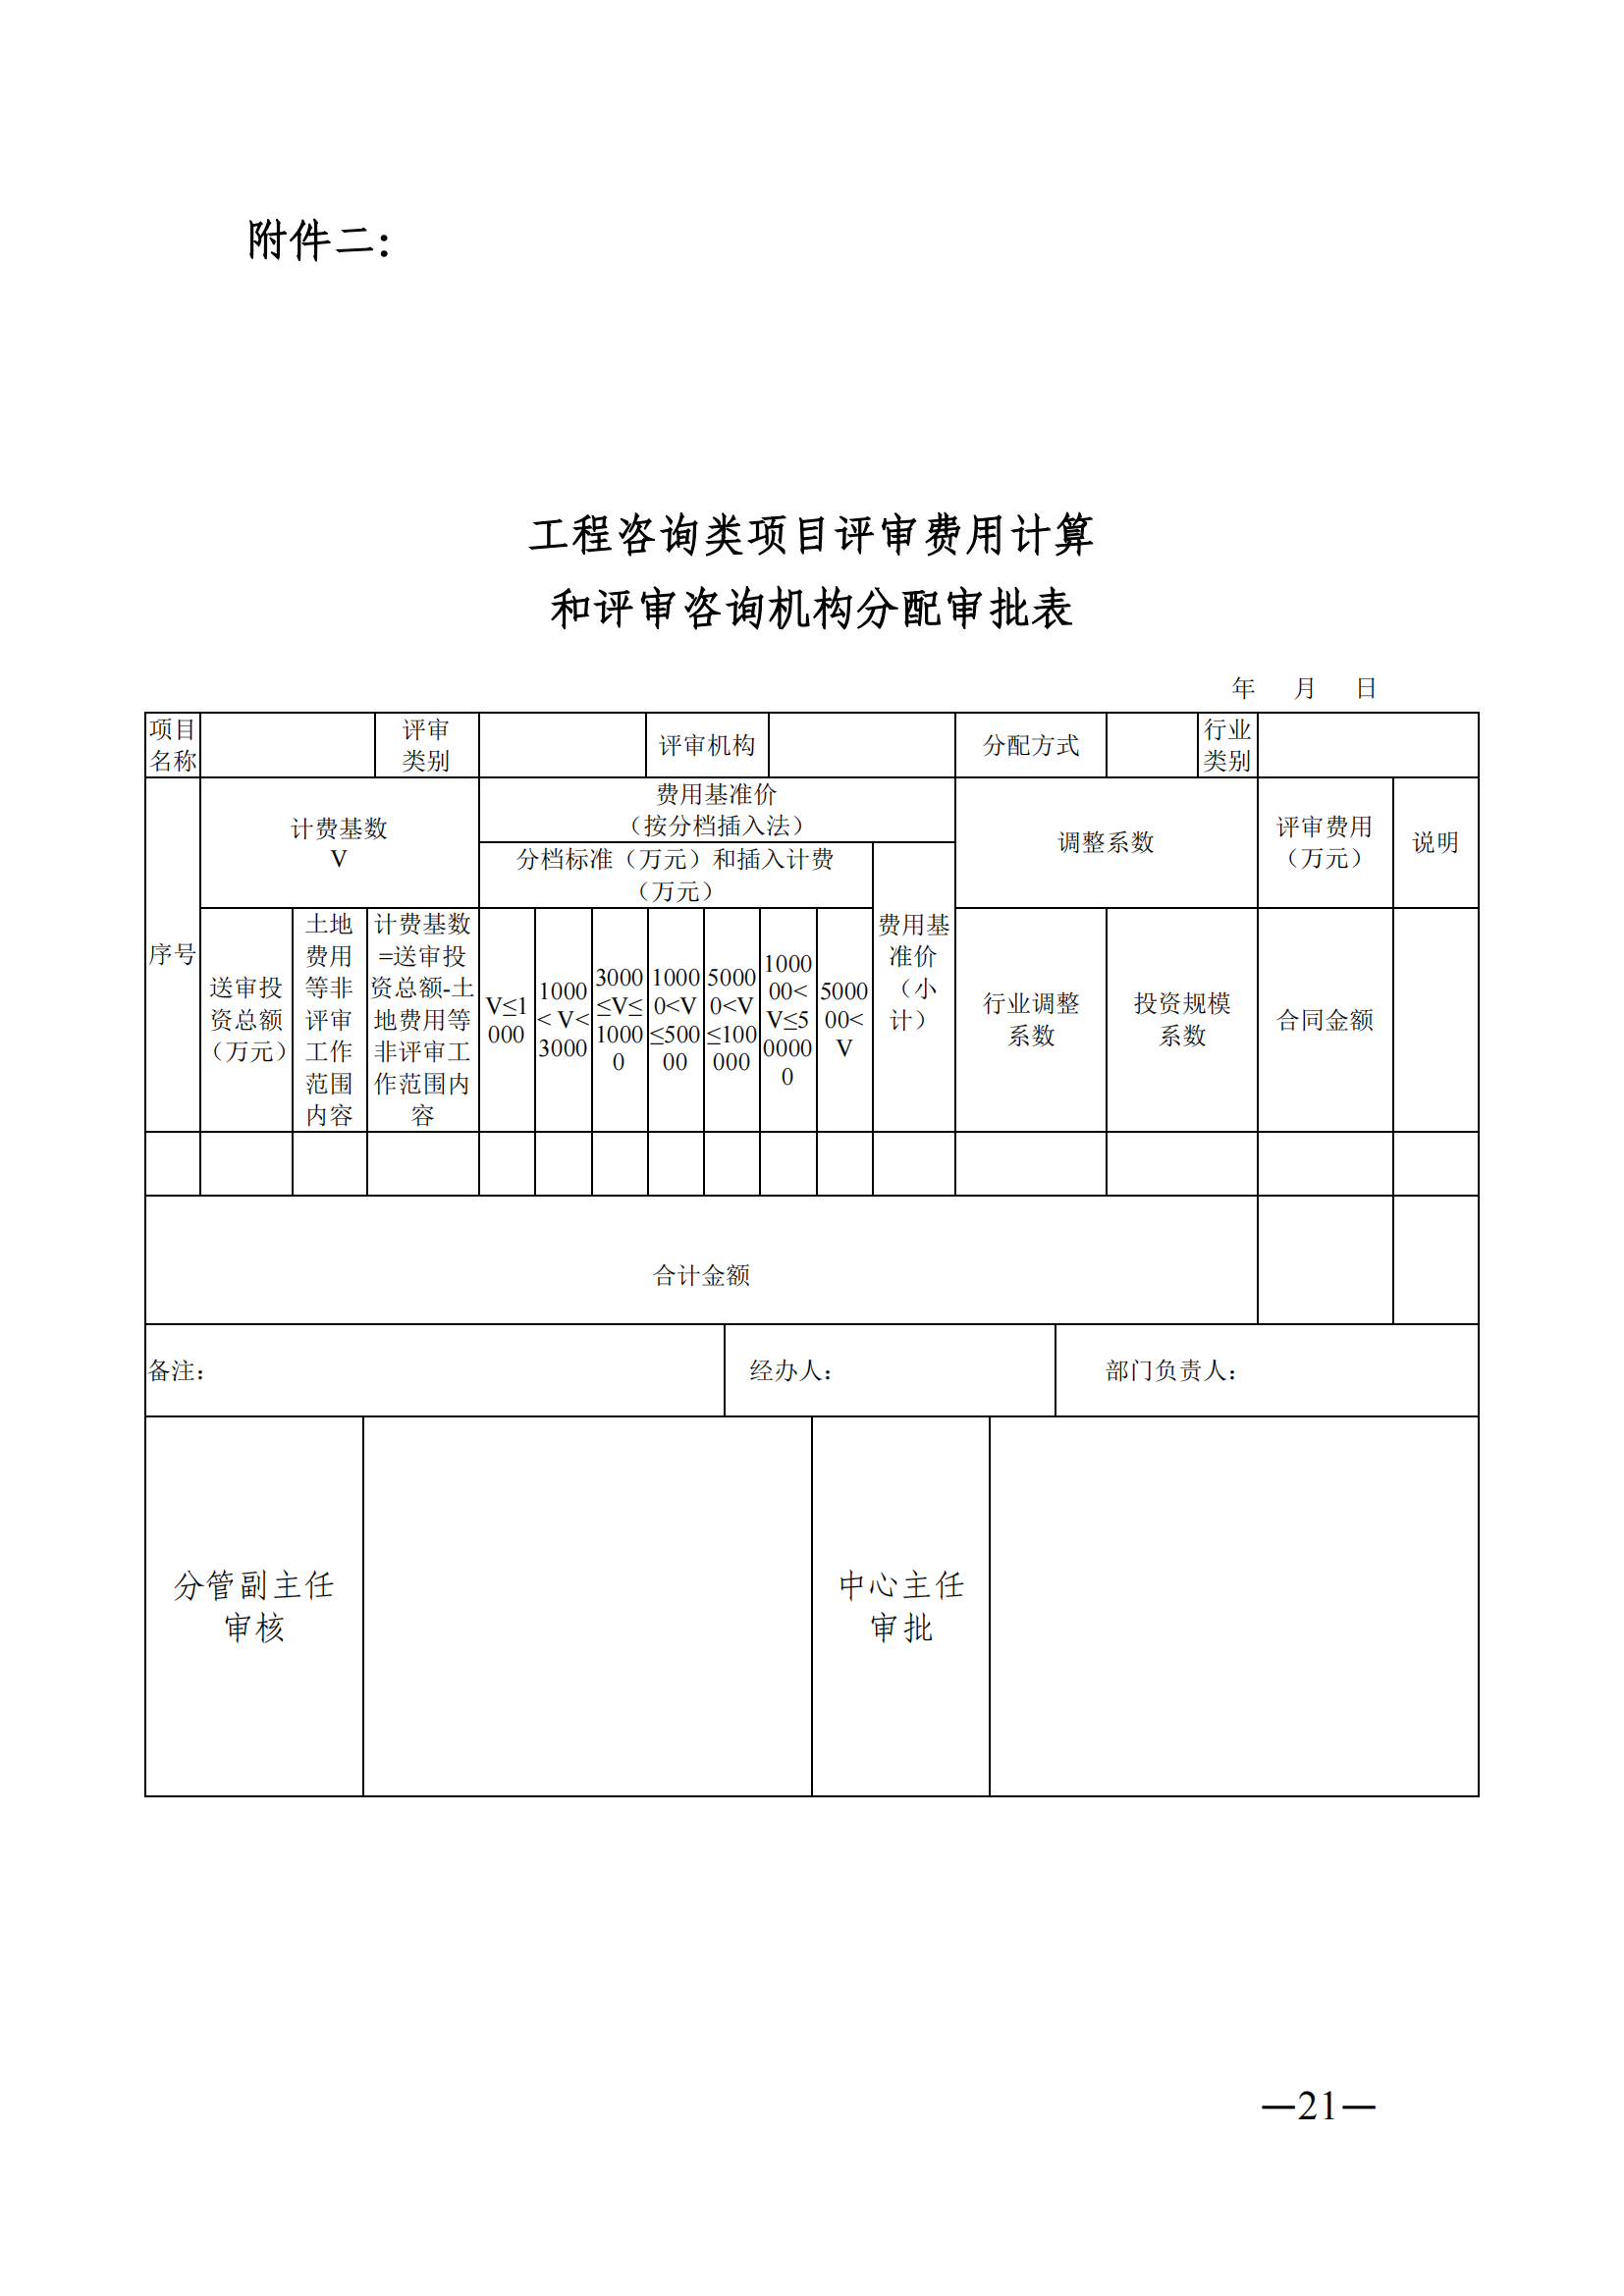 附件二：
工程咨询类项目评审费用计算
和评审咨询机构分配审批表
年 月 日
项目
名称
评审
类别
评审机构
分配方式
行业
类别
序号
计费基数
V
费用基准价
（按分档插入法）
调整系数
评审费用
（万元）
说明
分档标准（万元）和插入计费
（万元）
费用基
准价
（小
计）
送审投
资总额
（万元）
土地
费用
等非
评审
工作
范围
内容
计费基数
=送审投
资总额-土
地费用等
非评审工
作范围内
容
V≤1
000
1000
< V<
3000
3000
≤V≤
1000
0
1000
0<V
≤500
00
5000
0<V
≤100
000
1000
00<
V≤5
0000
0
5000
00<
V
行业调整
系数
投资规模
系数
合同金额
合计金额
备注：
经办人：
部门负责人：
分管副主任
审核
中心主任
审批
—21—